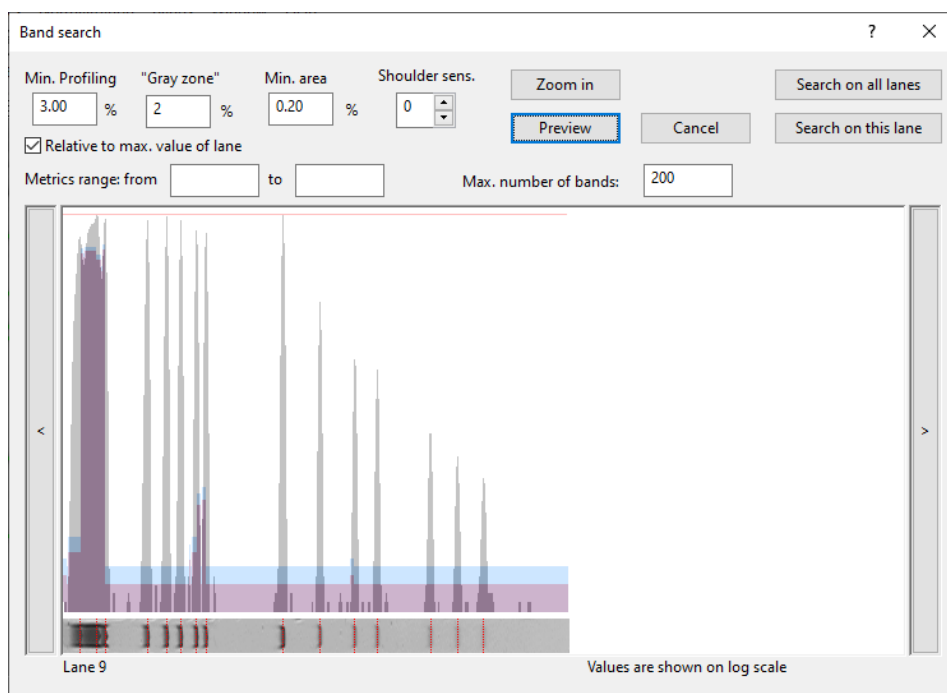 Band search
? ×
Min. Profiling "Gray zone" Min. area Shoulder sens.
3.00 % 2 % 0.20 % 0
Zoom in Search on all lanes
Preview Cancel Search on this lane
Relative to max. value of lane
Metrics range: from to Max. number of bands: 200
< >
Lane 9 Values are shown on log scale